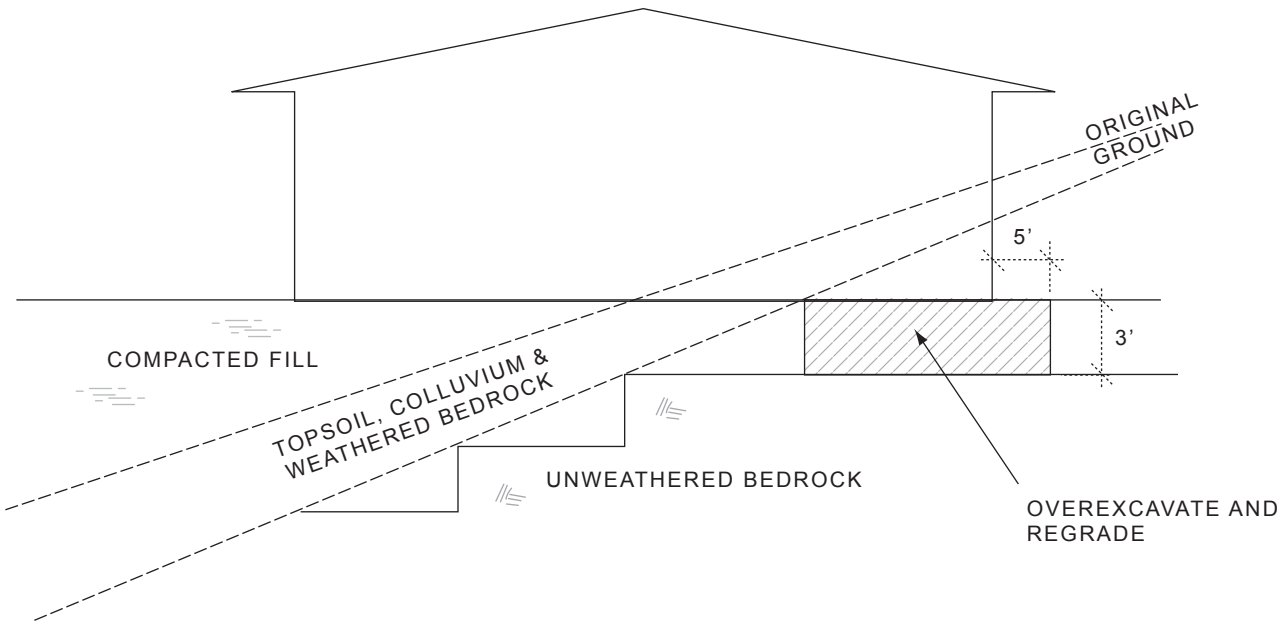 ORIGINAL
GROUND
5’
3’
COMPACTED FILL
TOPSOIL, COLLUVIUM &
WEATHERED BEDROCK
UNWEATHERED BEDROCK
OVEREXCAVATE AND
REGRADE